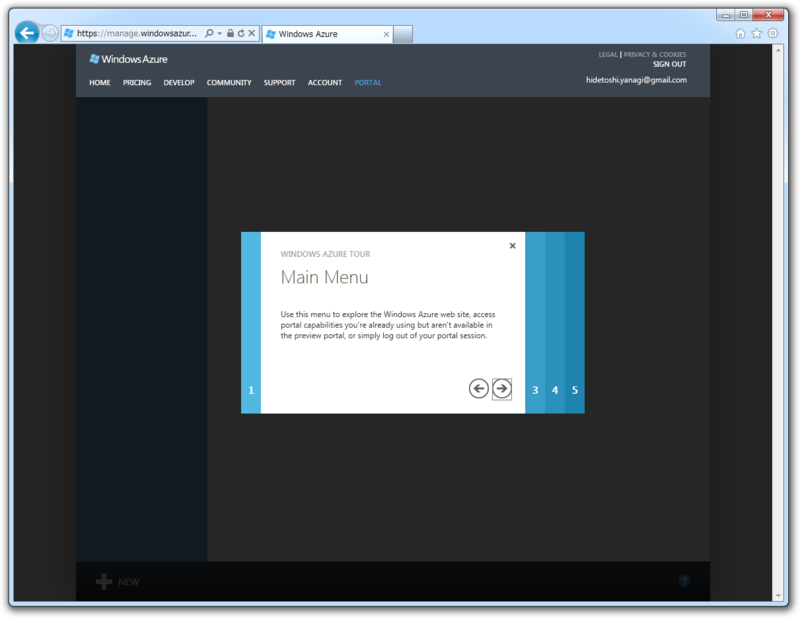 https://manage.windowsazur...
Windows Azure
Windows Azure
LEGAL | PRIVACY & COOKIES
SIGN OUT
HOME PRICING DEVELOP COMMUNITY SUPPORT ACCOUNT PORTAL
hidetoshi.yanagi@gmail.com
WINDOWS AZURE TOUR
Main Menu
Use this menu to explore the Windows Azure web site, access
portal capabilities you're already using but aren't available in
the preview portal, or simply log out of your portal session.
1
3 4 5
NEW
?